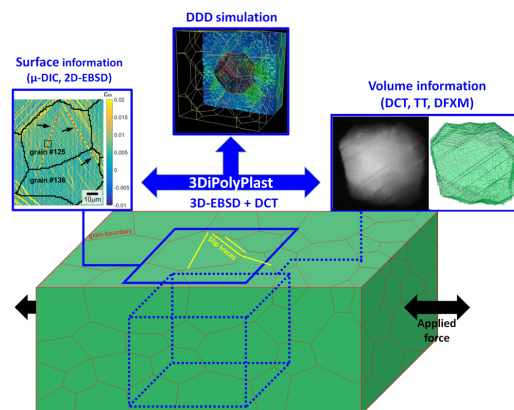 DDD simulation
Surface information
(μ-DIC, 2D-EBSD)
Volume information
(DCT, TT, DFXM)
εxx
0.02
0.015
0.01
0.005
0
-0.01
grain #125
grain #136
10μm
3DiPolyPlast
3D-EBSD + DCT
grain boundary
Slip traces
Applied
force